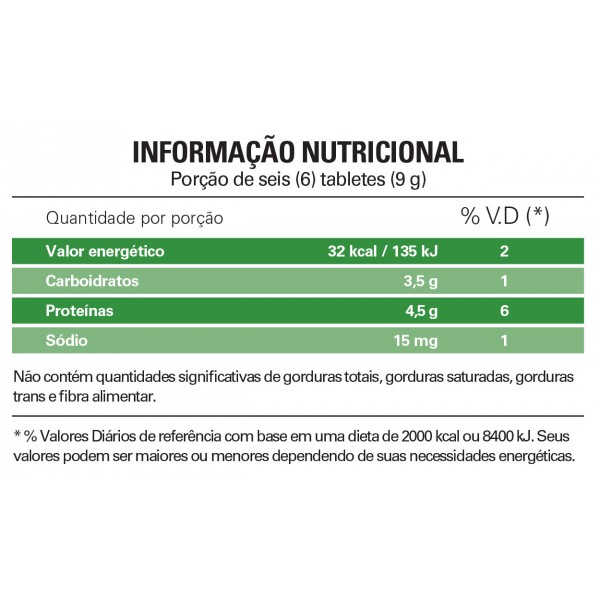 INFORMAÇÃO NUTRICIONAL
Porção de seis (6) tabletes (9 g)
Quantidade por porção % V.D (*)
Valor energético 32 kcal / 135 kJ 2
Carboidratos 3,5 g 1
Proteínas 4,5 g 6
Sódio 15 mg 1
Não contém quantidades significativas de gorduras totais, gorduras saturadas, gorduras
trans e fibra alimentar.
* % Valores Diários de referência com base em uma dieta de 2000 kcal ou 8400 kJ. Seus
valores podem ser maiores ou menores dependendo de suas necessidades energéticas.